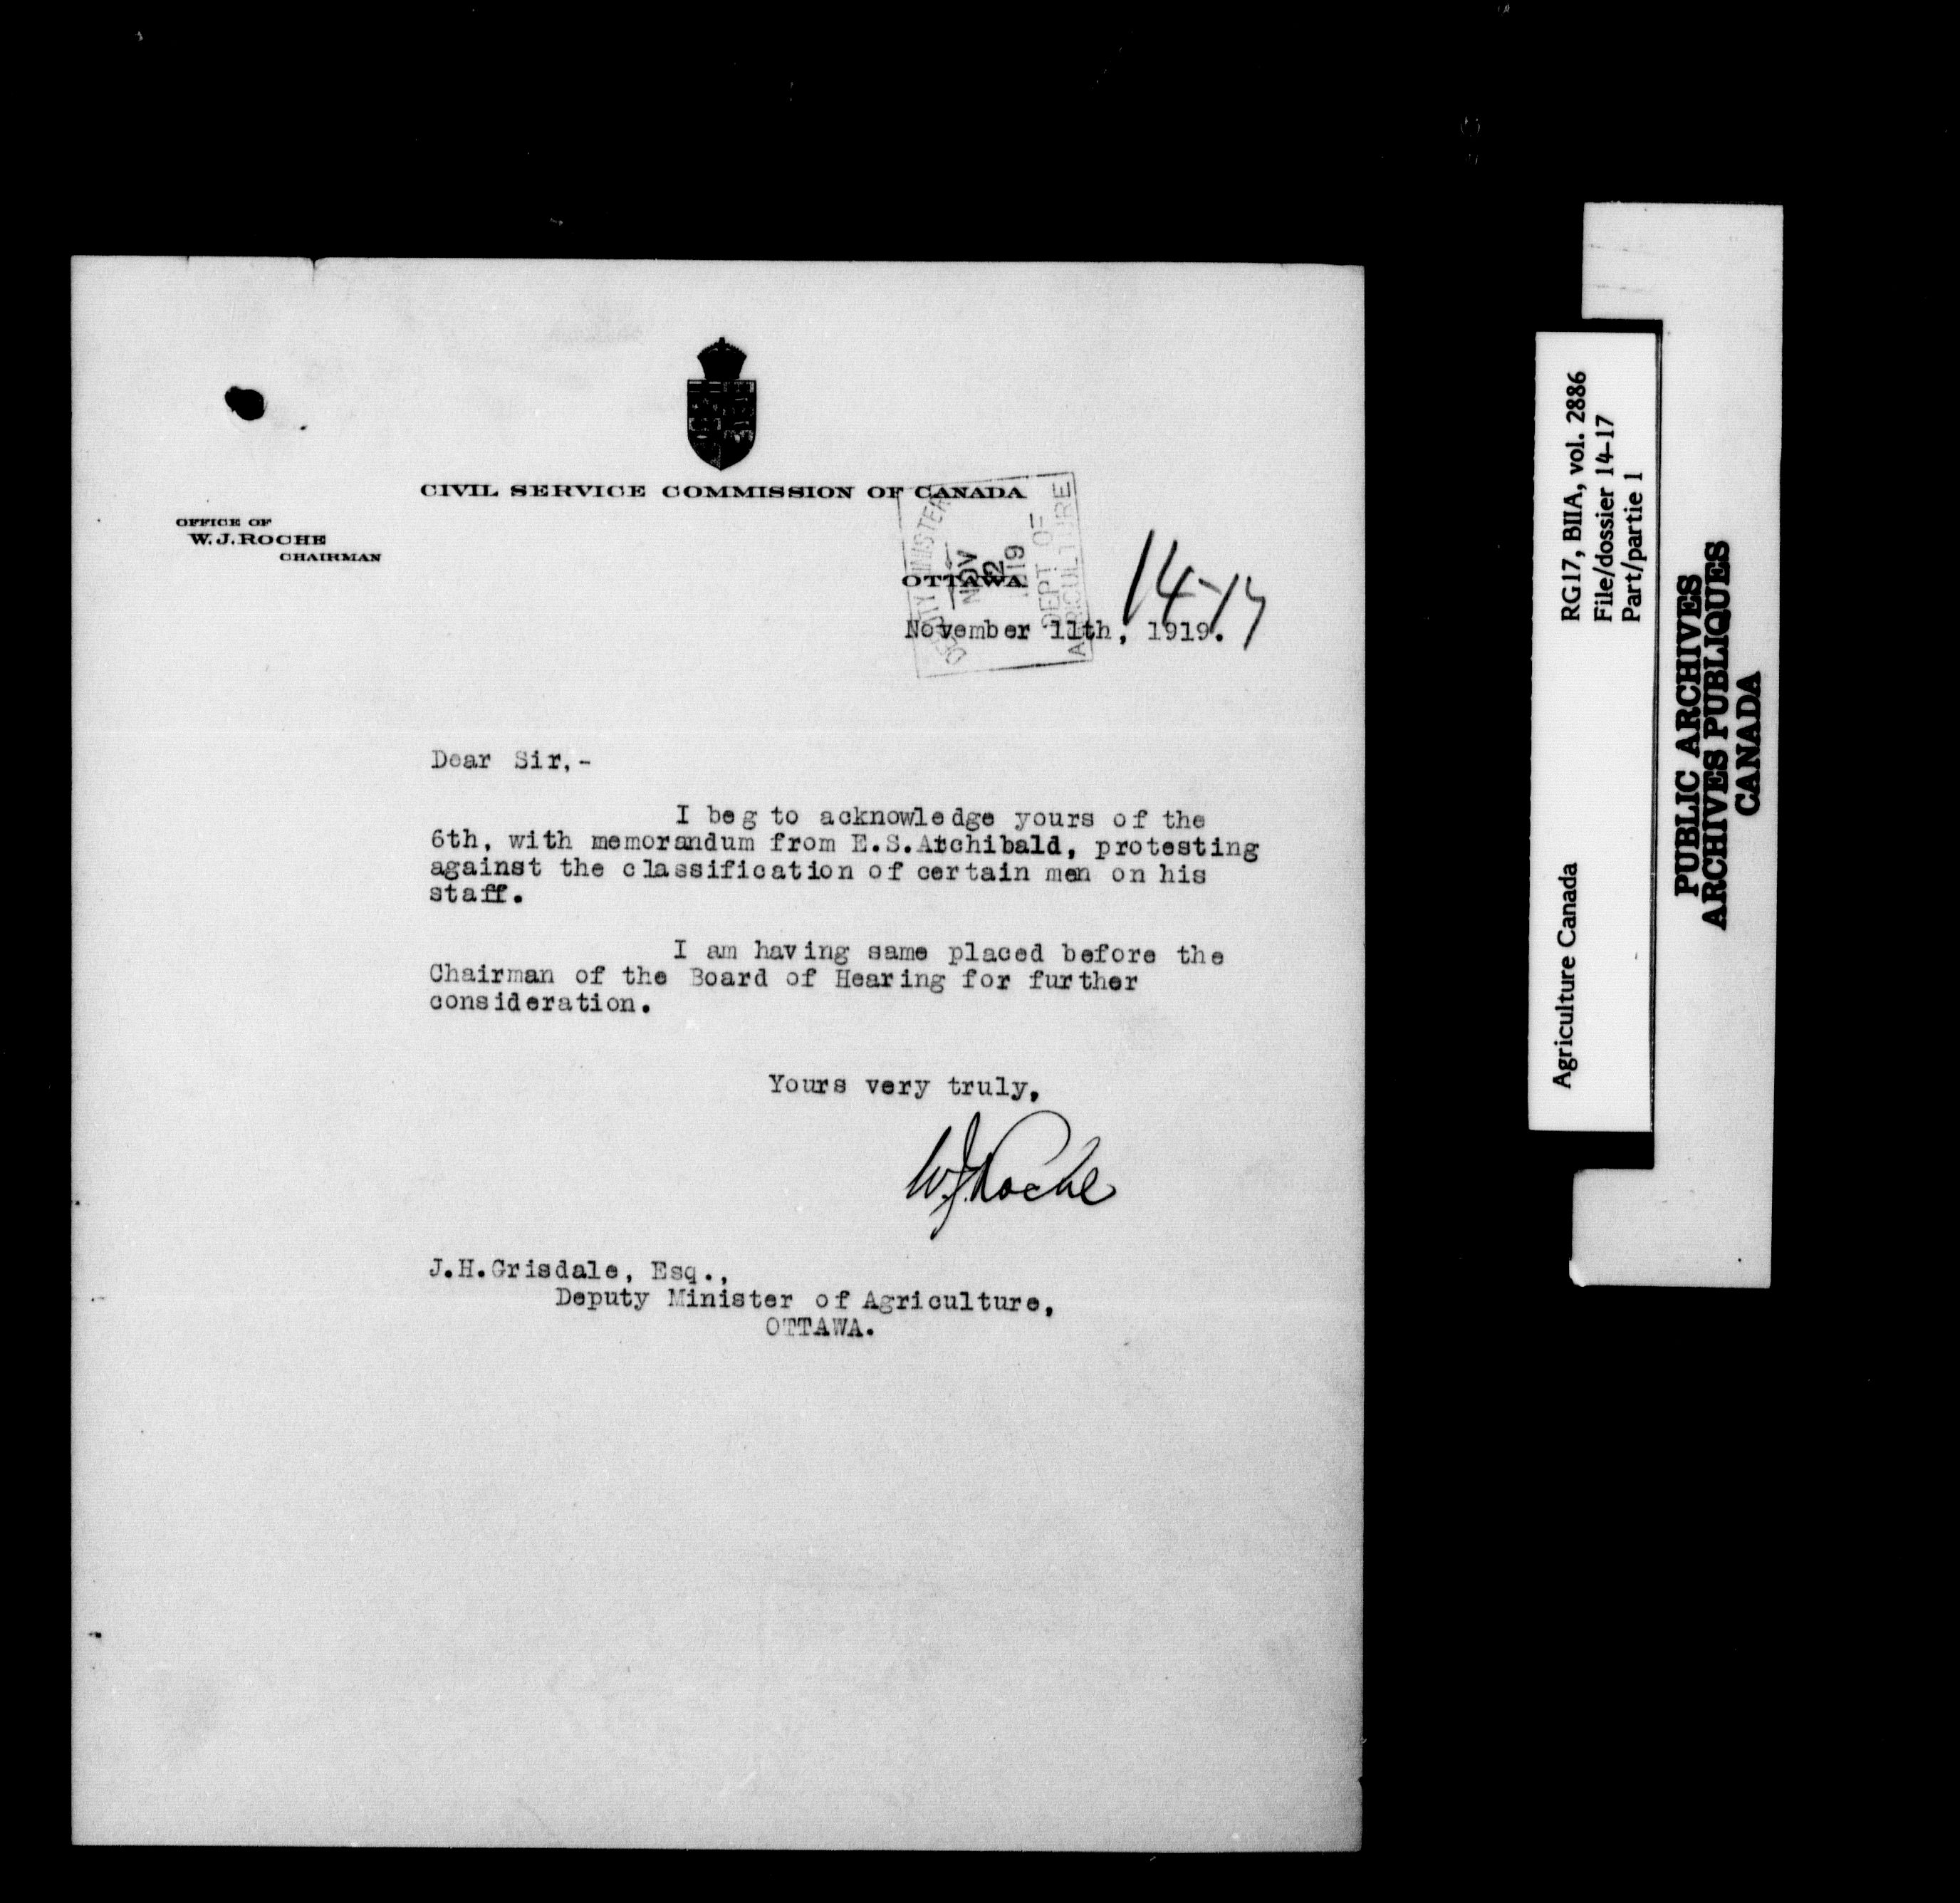 CIVIL SERVICE COMMISSION OF CANADA
OFFICE OF
W.J.ROCHE
CHAIRMAN
DEPUTY MINISTER
NOV
12
1919
DEPT OF
AGRICULTURE
OTTAWA
14-17
November 11th, 1919.
Dear Sir,-
I beg to acknowledge yours of the
6th, with memorandum from E.S.Archibald, protesting
against the classification of certain men on his
staff.
I am having same placed before the
Chairman of the Board of Hearing for further
consideration.
Yours very truly,
W.J.Roche
J.H.Grisdale, Esq.,
Deputy Minister of Agriculture,
OTTAWA.
Agriculture Canada
RG17, BIIA, vol. 2886
File/dossier 14-17
Part/partie 1
PUBLIC ARCHIVES
ARCHIVES PUBLIQUES
CANADA